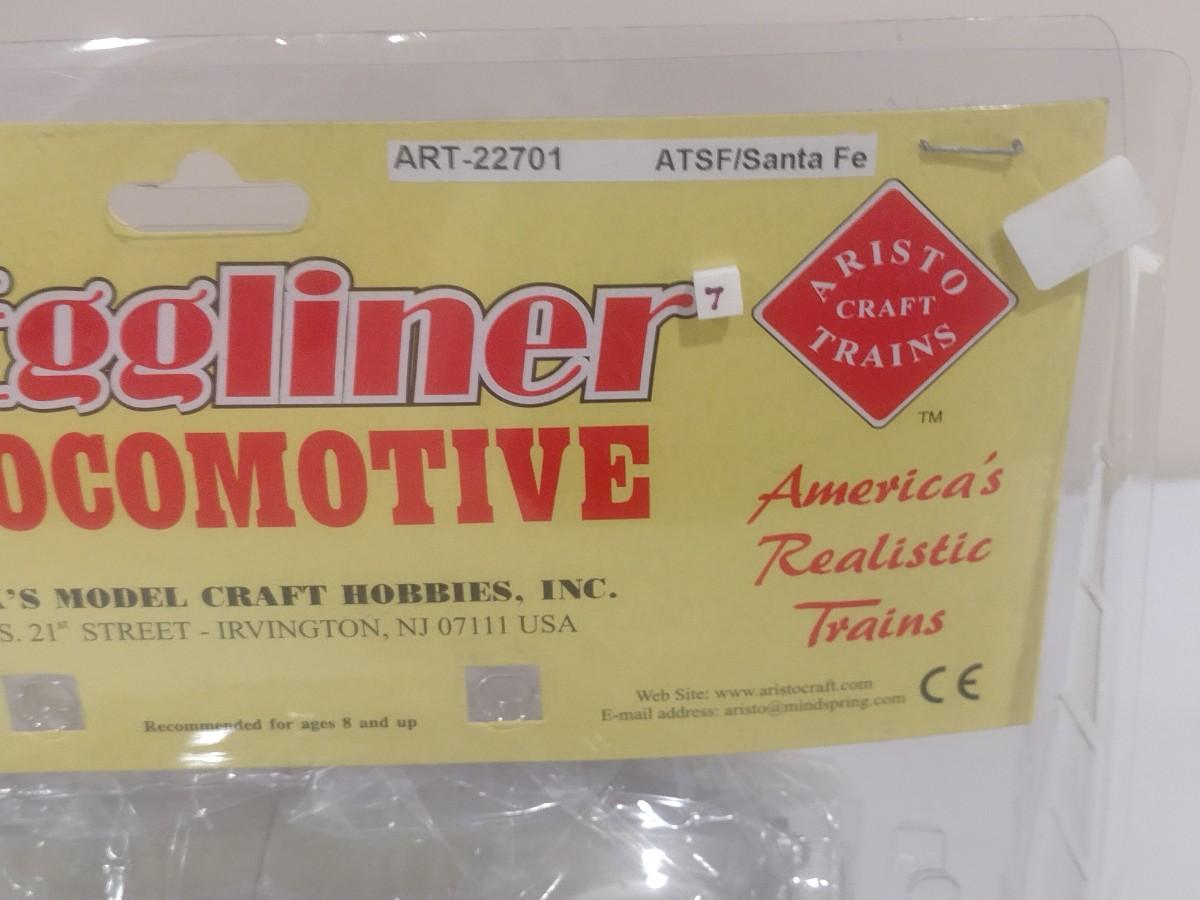 ART-22701 ATSF/Santa Fe
ggliner 7
OCOMOTIVE
ARISTO
CRAFT
TRAINS
TM
America's
Realistic
Trains
'S MODEL CRAFT HOBBIES, INC.
S. 21st STREET - IRVINGTON, NJ 07111 USA
Recommended for ages 8 and up
Web Site: www.aristocraft.com
E-mail address: aristo@mindspring.com
CE